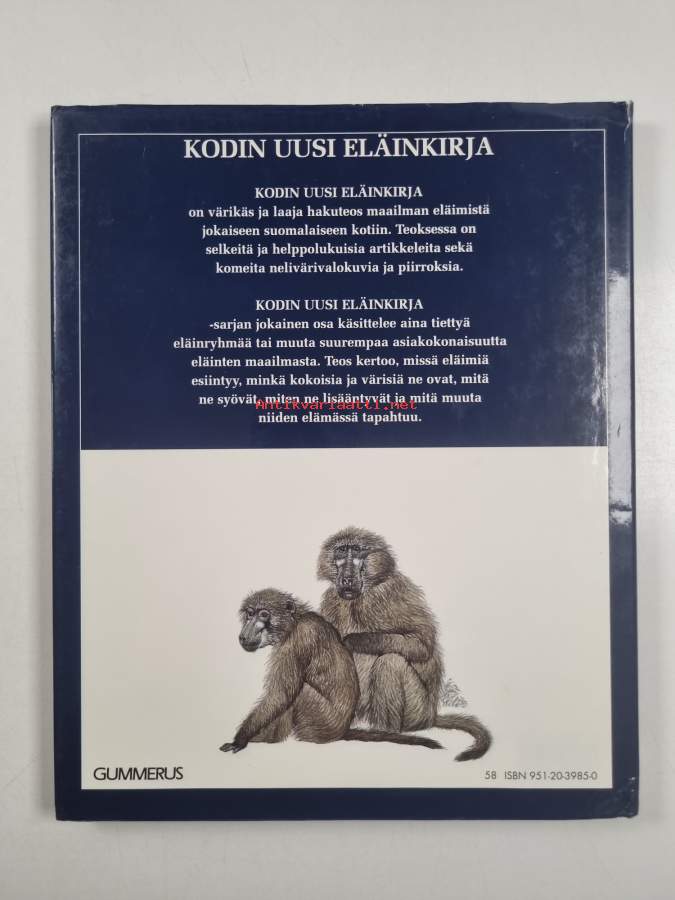 KODIN UUSI ELÄINKIRJA
KODIN UUSI ELÄINKIRJA
on värikäs ja laaja hakuteos maailman eläimistä
jokaiseen suomalaiseen kotiin. Teoksessa on
selkeitä ja helppolukuisia artikkeleita sekä
komeita nelivärivalokuvia ja piirroksia.
KODIN UUSI ELÄINKIRJA
-sarjan jokainen osa käsittelee aina tiettyä
eläinryhmää tai muuta suurempaa asiakokonaisuutta
eläinten maailmasta. Teos kertoo, missä eläimiä
esiintyy, minkä kokoisia ja värisiä ne ovat, mitä
ne syövät, miten ne lisääntyvät ja mitä muuta
Antikvariaatti.net
niiden elämässä tapahtuu.
GUMMERUS
58 ISBN 951-20-3985-0